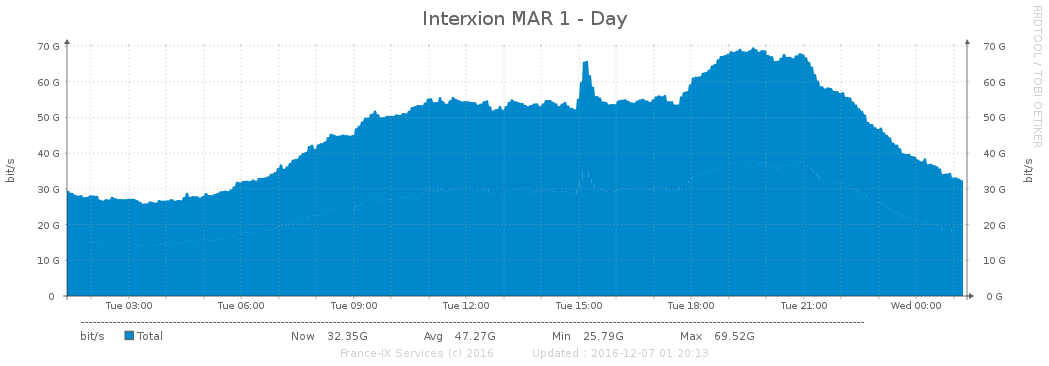 Interxion MAR 1 - Day
RRDTOOL / TOBI OETIKER
bit/s
70 G 70 G
60 G 60 G
50 G 50 G
40 G 40 G
30 G 30 G
20 G 20 G
10 G 10 G
0 0 G
bit/s
Tue 03:00 Tue 06:00 Tue 09:00 Tue 12:00 Tue 15:00 Tue 18:00 Tue 21:00 Wed 00:00
bit/s Total Now 32.35G Avg 47.27G Min 25.79G Max 69.52G
France-IX Services (c) 2016 Updated : 2016-12-07 01:20:13